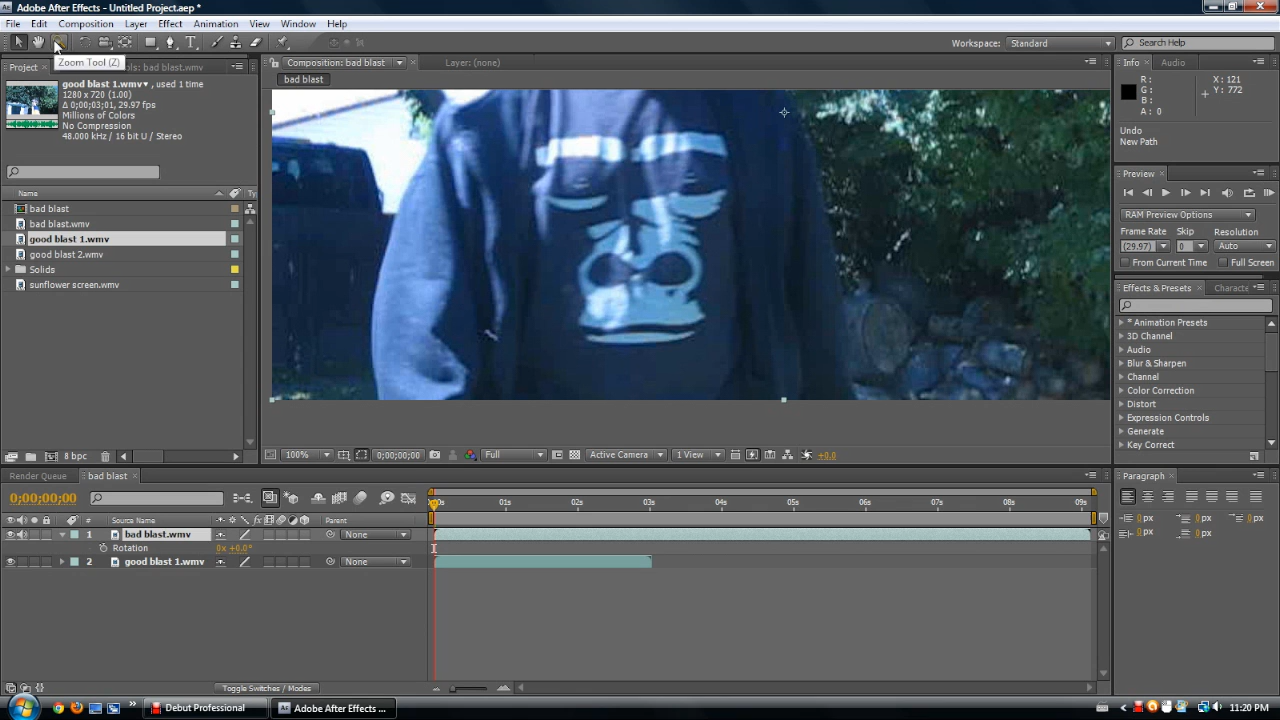 Adobe After Effects - Untitled Project.aep *
File Edit Composition Layer Effect Animation View Window Help
Workspace: Standard
Search Help
Zoom Tool (Z)
Project
ls: bad blast.wmv
Composition: bad blast
Layer: (none)
Info Audio
bad blast
good blast 1.wmv▾ , used 1 time
1280 x 720 (1.00)
Δ 0;00;03;01, 29.97 fps
Millions of Colors
No Compression
48.000 kHz / 16 bit U / Stereo
R: X: 121
G: Y: 772
B:
A: 0
Undo
New Path
Preview
RAM Preview Options
Frame Rate Skip Resolution
(29.97) 0 Auto
From Current Time Full Screen
Name Ty
bad blast
bad blast.wmv
good blast 1.wmv
good blast 2.wmv
Solids
sunflower screen.wmv
Effects & Presets Characte
* Animation Presets
3D Channel
Audio
Blur & Sharpen
Channel
Color Correction
Distort
Expression Controls
Generate
Key Correct
8 bpc
100% 0;00;00;00 Full Active Camera 1 View +0.0
Render Queue bad blast
Paragraph
0;00;00;00
0s 01s 02s 03s 04s 05s 06s 07s 08s 09s
# Source Name Parent
1 bad blast.wmv None
Rotation 0x +0.0°
2 good blast 1.wmv None
0 px 0 px 0 px
0 px 0 px
Toggle Switches / Modes
Debut Professional
Adobe After Effects ...
11:20 PM